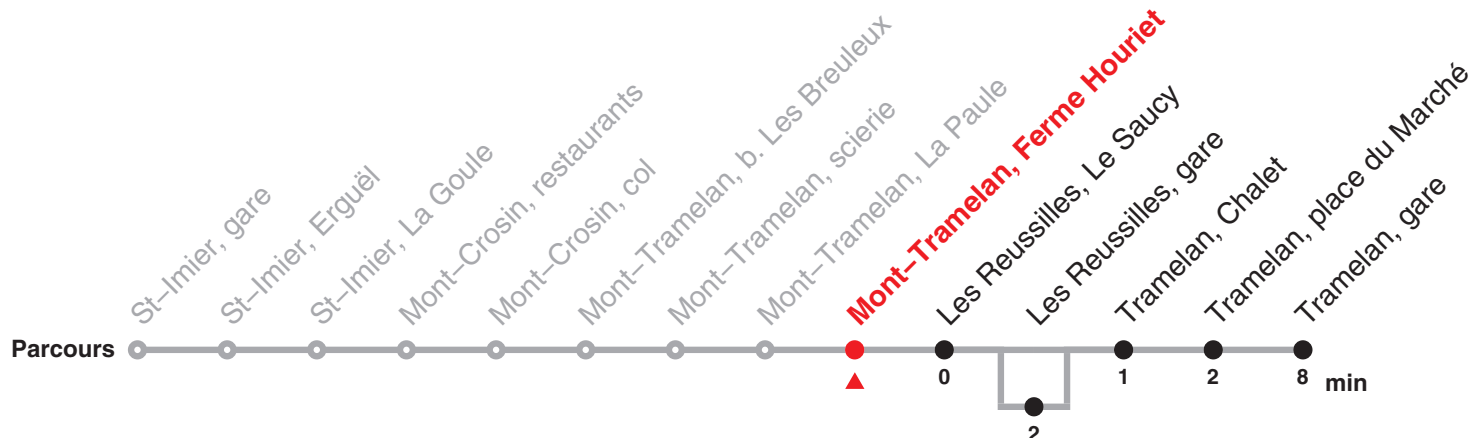 St–Imier, gare
St–Imier, Erguël
St–Imier, La Goule
Mont–Crosin, restaurants
Mont–Crosin, col
Mont–Tramelan, b. Les Breuleux
Mont–Tramelan, scierie
Mont–Tramelan, La Paule
Mont–Tramelan, Ferme Houriet
Les Reussilles, Le Saucy
Les Reussilles, gare
Tramelan, Chalet
Tramelan, place du Marché
Tramelan, gare
Parcours
0 1 2 8 min
2